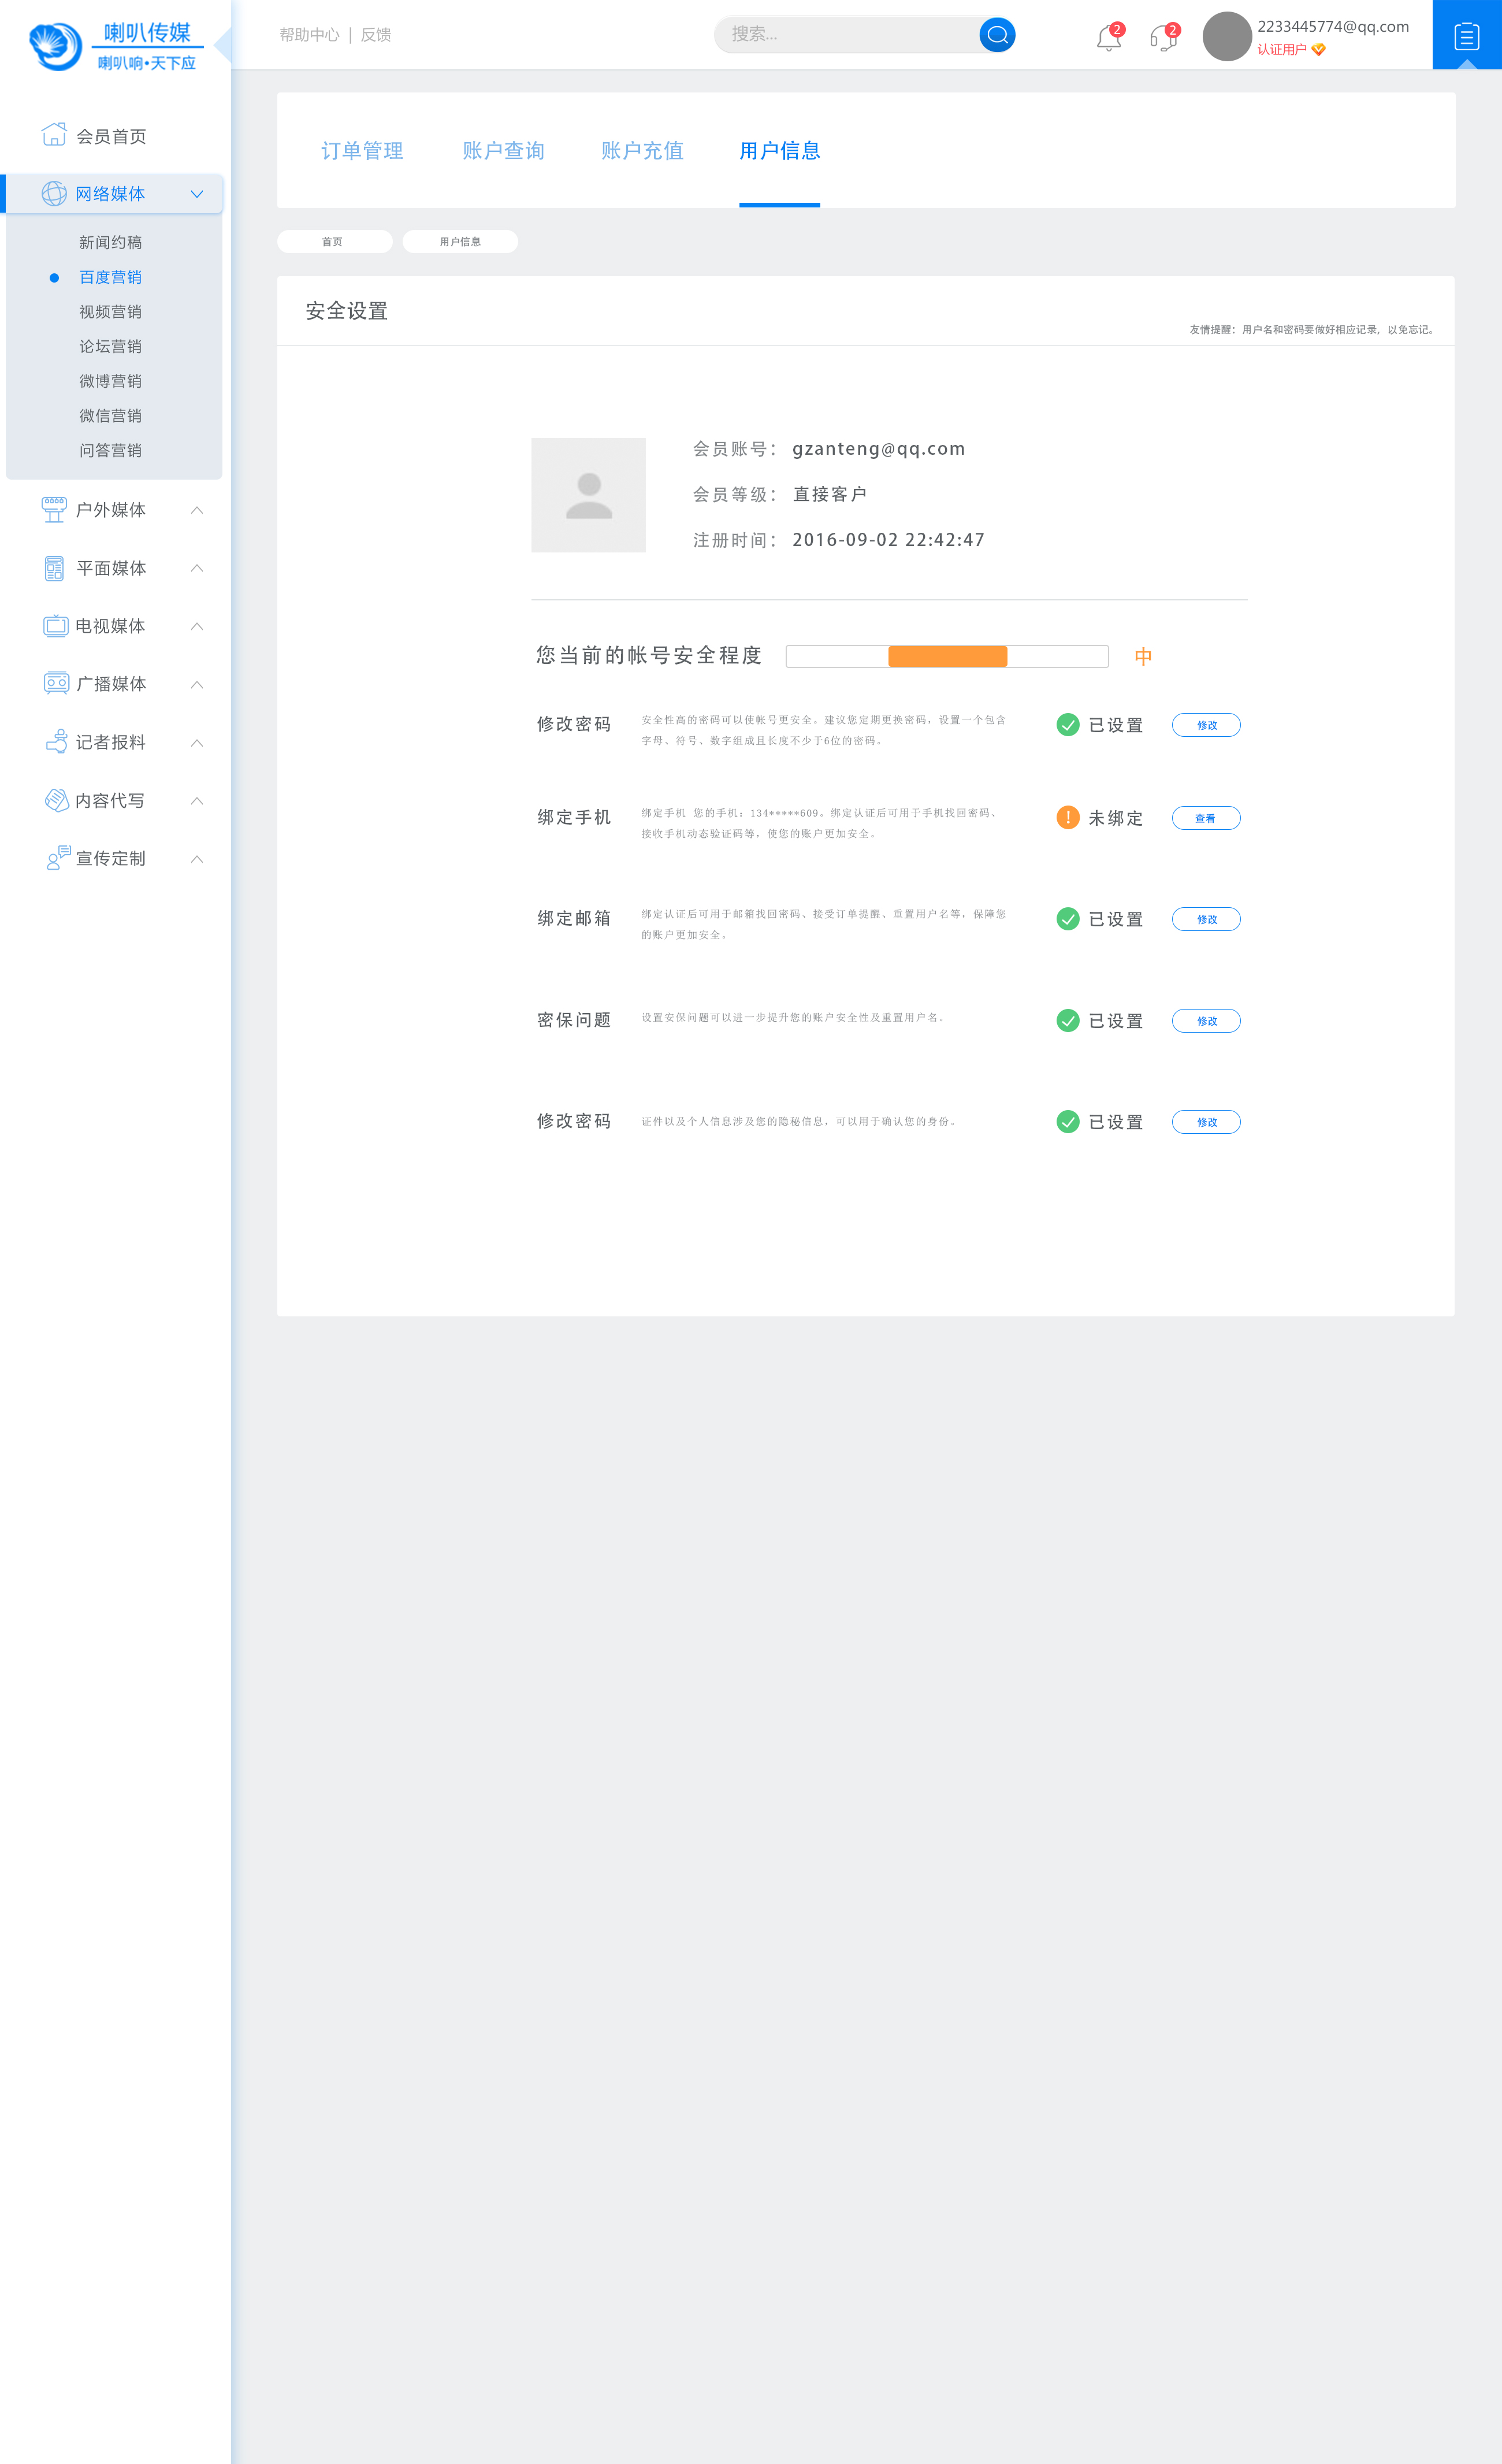 喇叭传媒
喇叭响•天下应
帮助中心 | 反馈
搜索...
2
2
2233445774@qq.com
认证用户
会员首页
网络媒体
新闻约稿
百度营销
视频营销
论坛营销
微博营销
微信营销
问答营销
户外媒体
平面媒体
电视媒体
广播媒体
记者报料
内容代写
宣传定制
订单管理 账户查询 账户充值 用户信息
首页 用户信息
安全设置
友情提醒：用户名和密码要做好相应记录，以免忘记。
会员账号： gzanteng@qq.com
会员等级： 直接客户
注册时间： 2016-09-02 22:42:47
您当前的帐号安全程度 中
修改密码
安全性高的密码可以使帐号更安全。建议您定期更换密码，设置一个包含
字母、符号、数字组成且长度不少于6位的密码。
已设置 修改
绑定手机
绑定手机 您的手机：134*****609。绑定认证后可用于手机找回密码、
接收手机动态验证码等，使您的账户更加安全。
未绑定 查看
绑定邮箱
绑定认证后可用于邮箱找回密码、接受订单提醒、重置用户名等，保障您
的账户更加安全。
已设置 修改
密保问题
设置安保问题可以进一步提升您的账户安全性及重置用户名。
已设置 修改
修改密码
证件以及个人信息涉及您的隐秘信息，可以用于确认您的身份。
已设置 修改